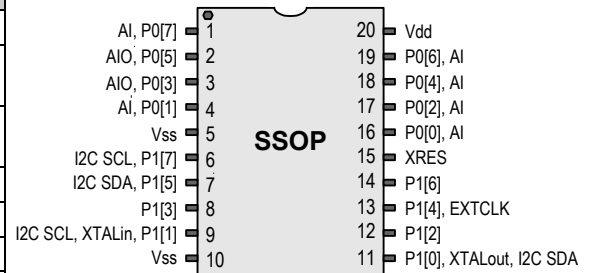 AI, P0[7] 1 20 Vdd
AIO, P0[5] 2 19 P0[6], AI
AIO, P0[3] 3 18 P0[4], AI
AI, P0[1] 4 17 P0[2], AI
Vss 5 SSOP 16 P0[0], AI
I2C SCL, P1[7] 6 15 XRES
I2C SDA, P1[5] 7 14 P1[6]
P1[3] 8 13 P1[4], EXTCLK
I2C SCL, XTALin, P1[1] 9 12 P1[2]
Vss 10 11 P1[0], XTALout, I2C SDA